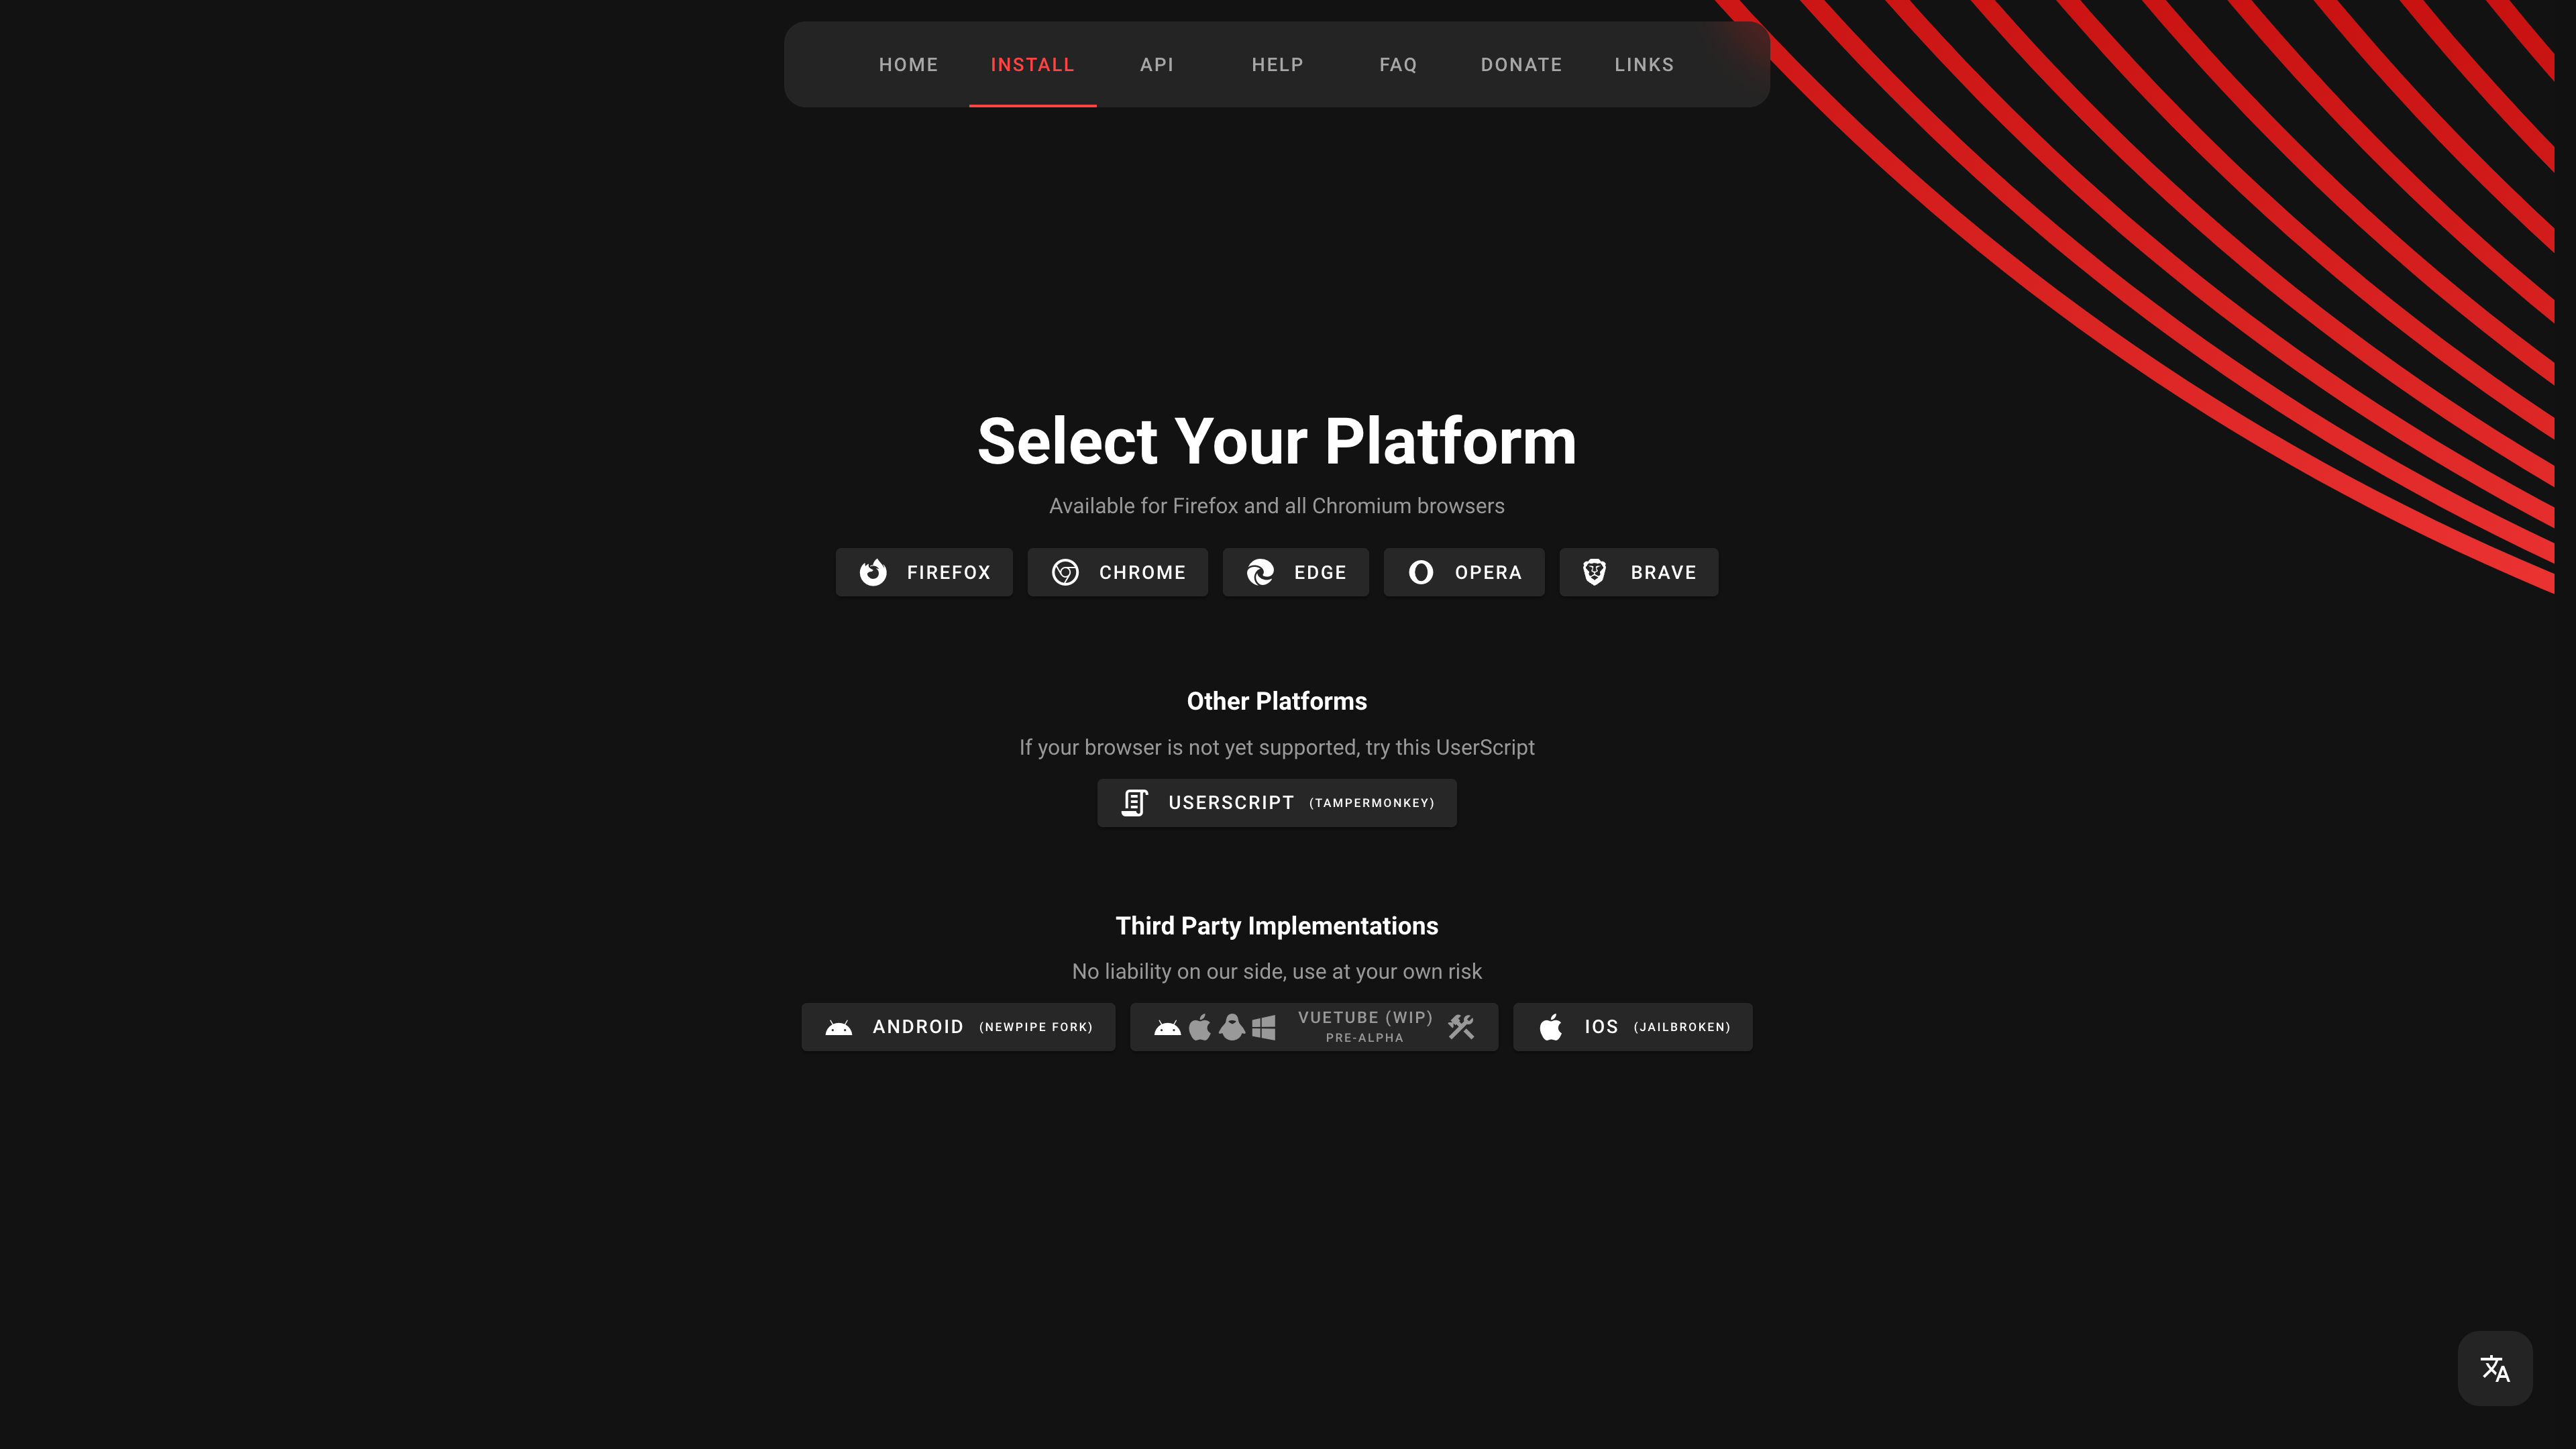 HOME INSTALL API HELP FAQ DONATE LINKS
Select Your Platform
Available for Firefox and all Chromium browsers
FIREFOX CHROME EDGE OPERA BRAVE
Other Platforms
If your browser is not yet supported, try this UserScript
USERSCRIPT (TAMPERMONKEY)
Third Party Implementations
No liability on our side, use at your own risk
ANDROID (NEWPIPE FORK) VUETUBE (WIP) IOS (JAILBROKEN)
PRE-ALPHA